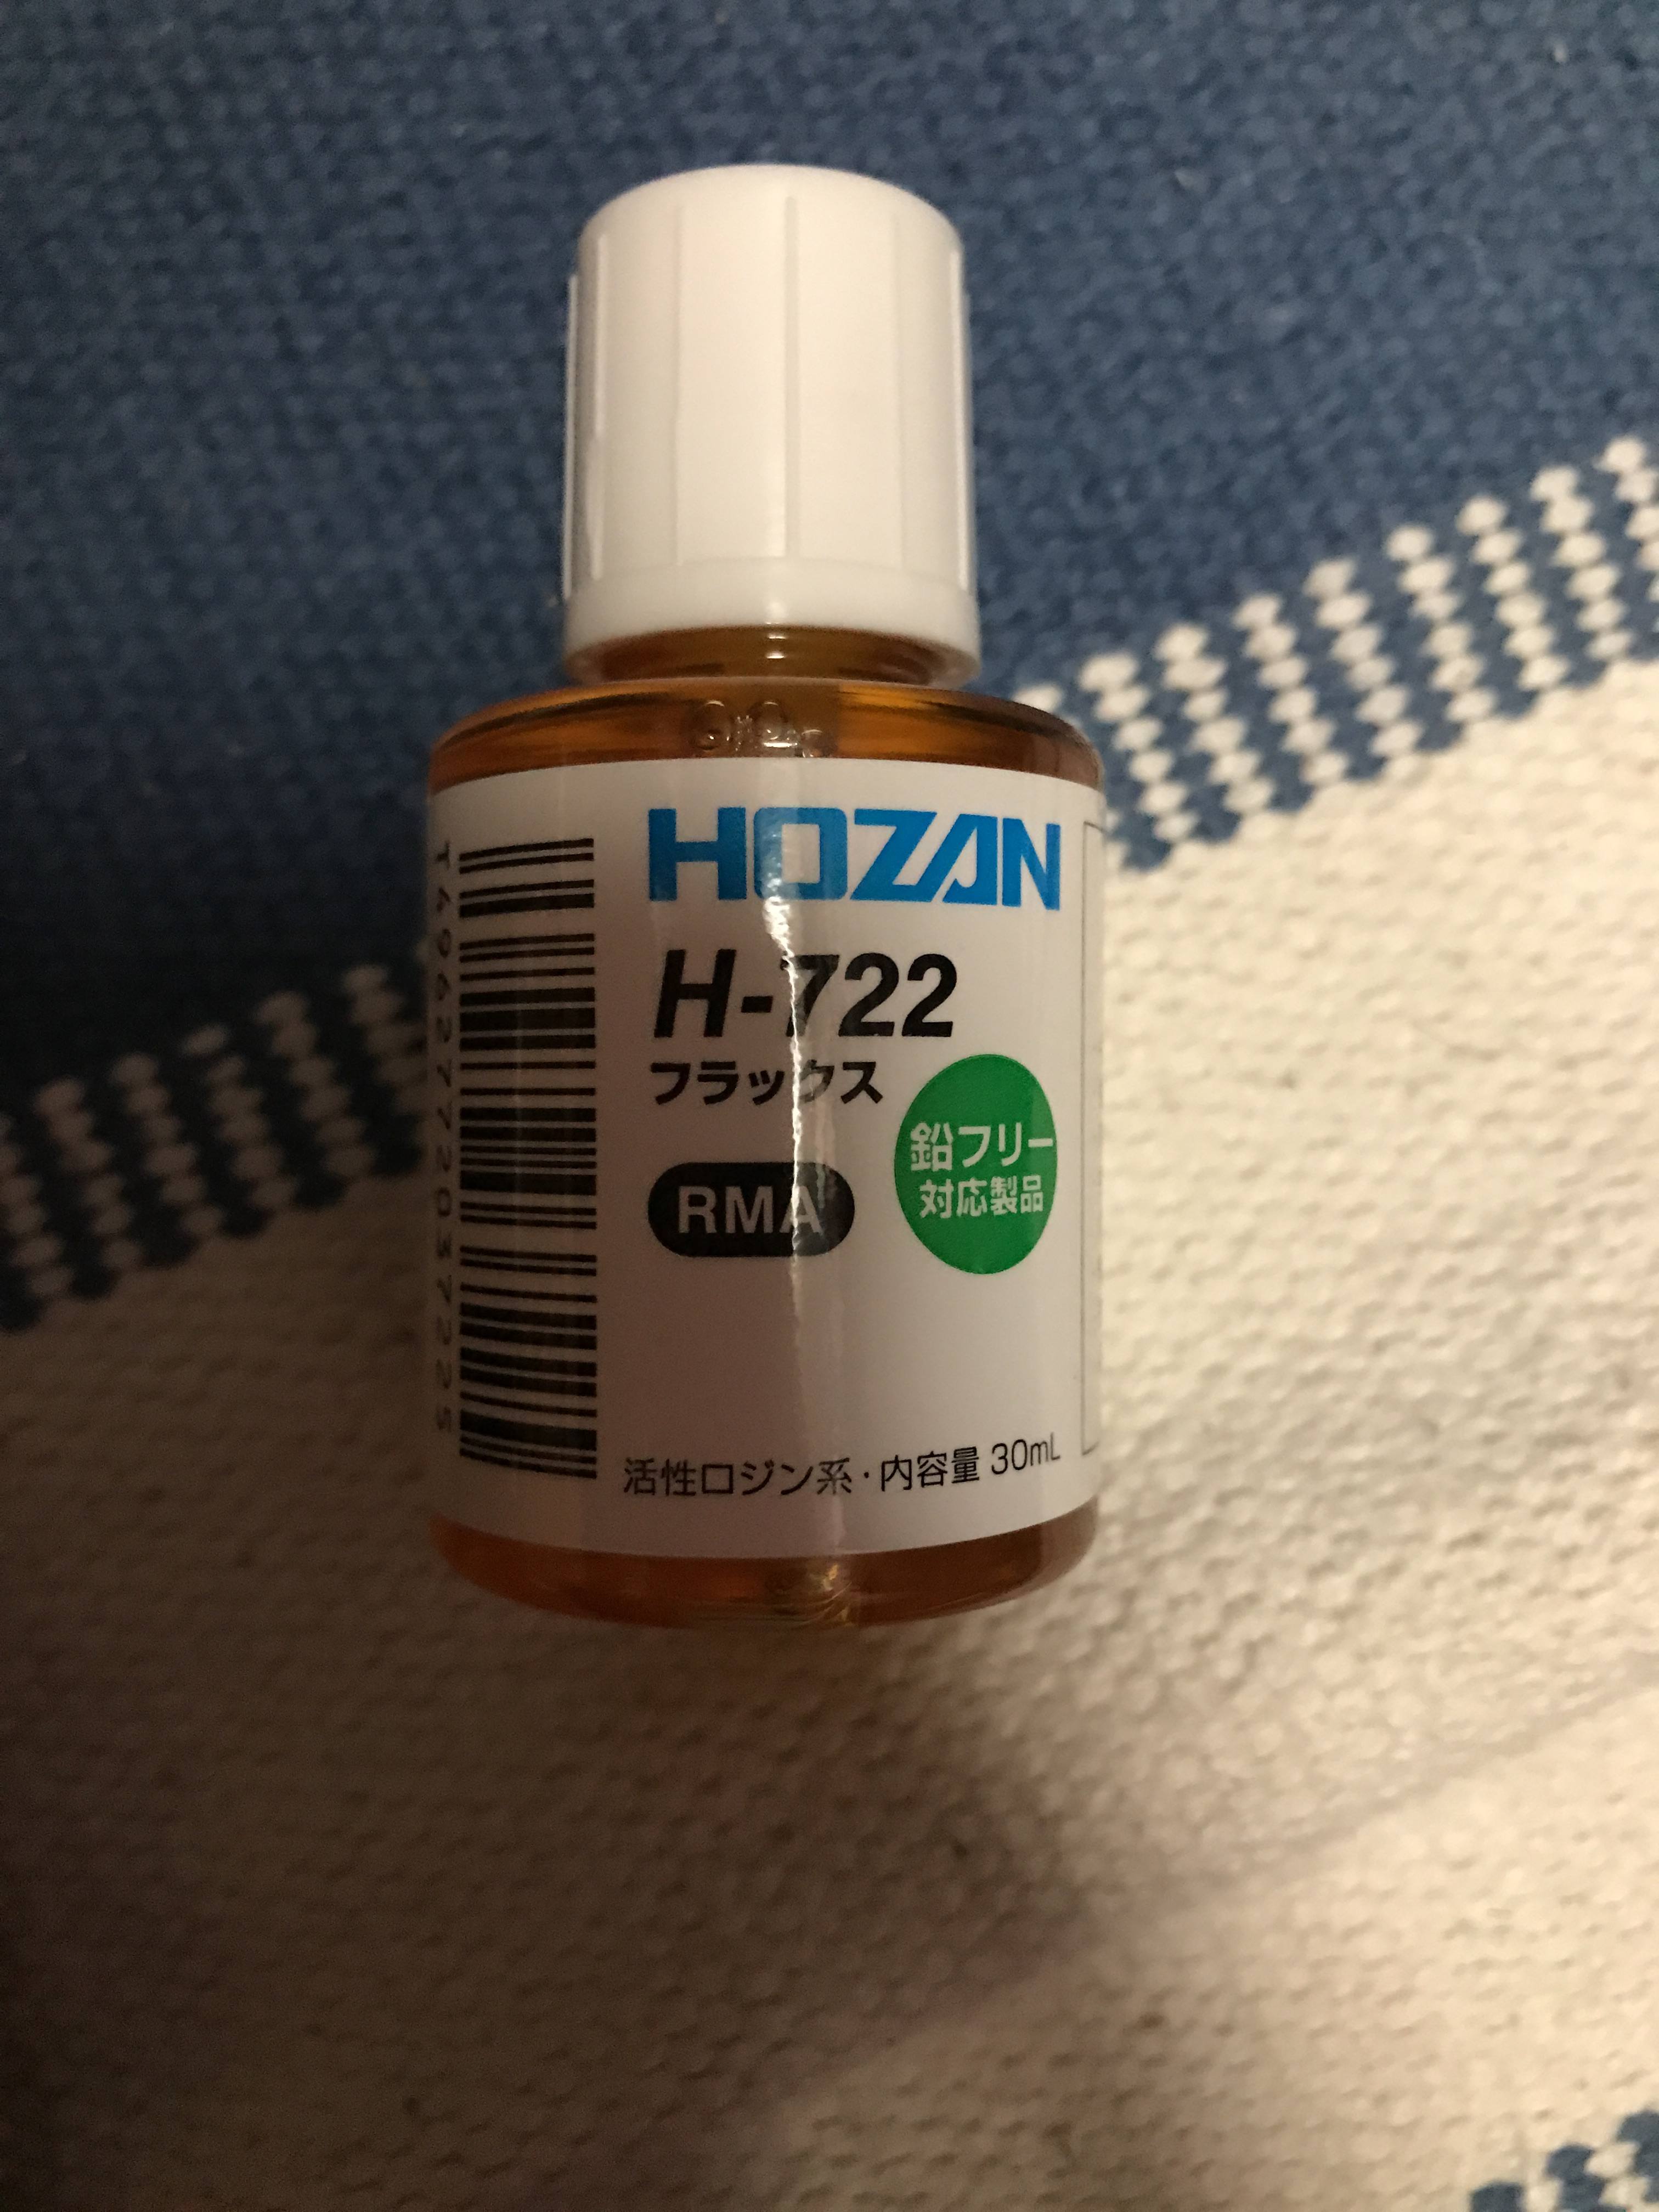 HOZAN
H-722
フラックス
RMA
鉛フリー
対応製品
活性ロジン系・内容量 30mL
T4962772037225